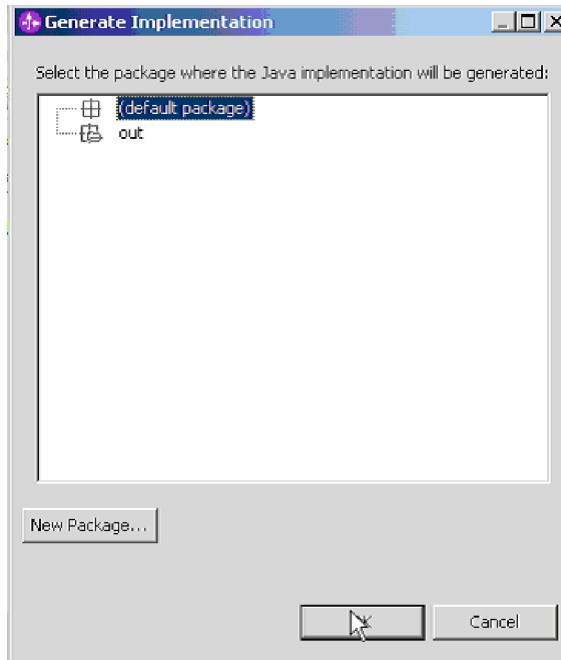 Generate Implementation
Select the package where the Java implementation will be generated:
(default package)
out
New Package...
Cancel